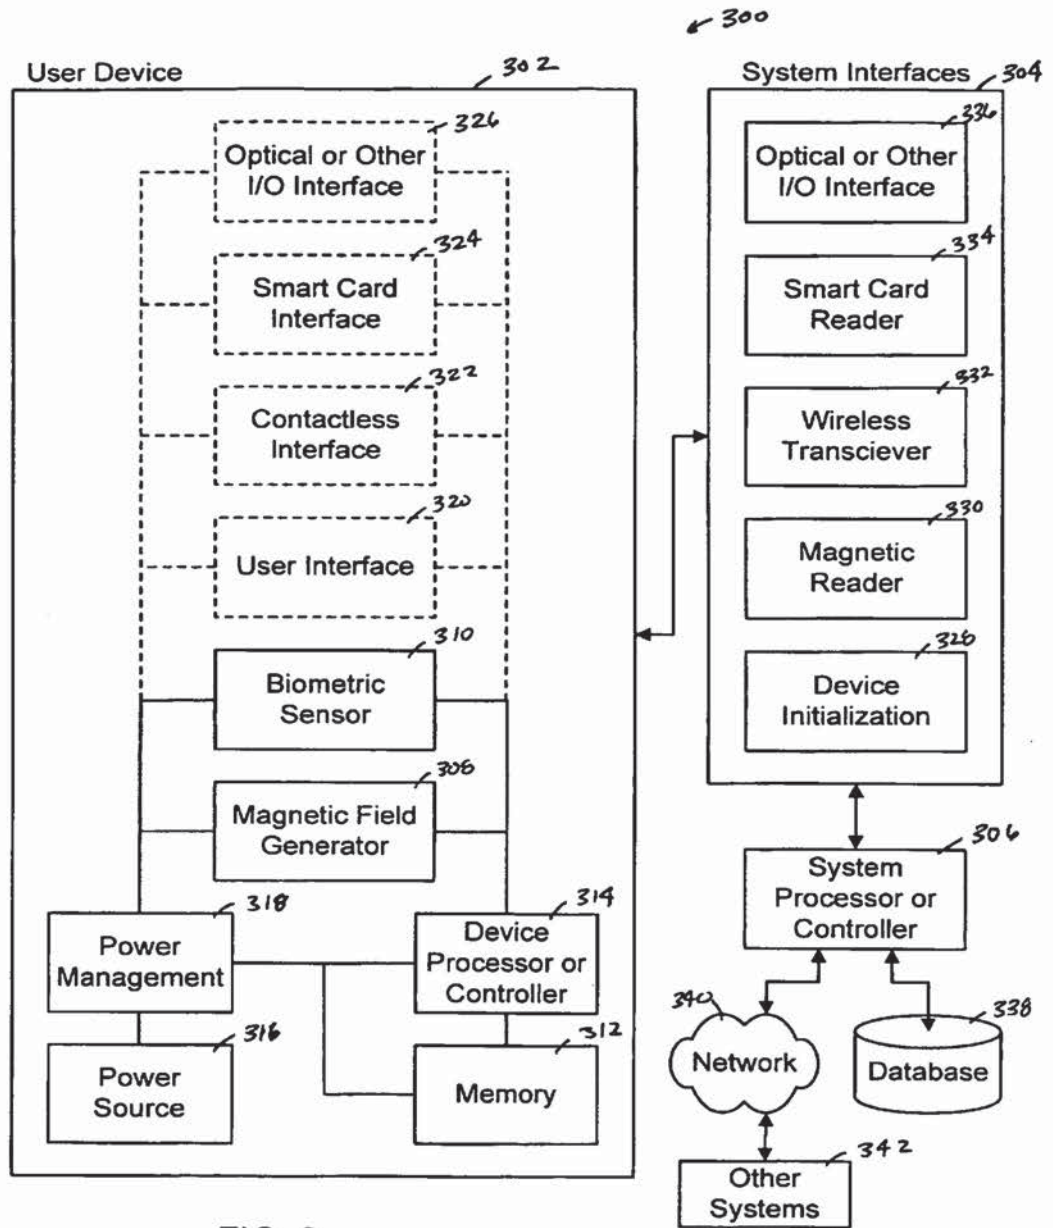 300
User Device
302
System Interfaces
304
326
Optical or Other
I/O Interface
324
Smart Card
Interface
322
Contactless
Interface
320
User Interface
310
Biometric
Sensor
308
Magnetic Field
Generator
318
Power
Management
314
Device
Processor or
Controller
316
Power
Source
312
Memory
336
Optical or Other
I/O Interface
334
Smart Card
Reader
332
Wireless
Transciever
330
Magnetic
Reader
328
Device
Initialization
306
System
Processor or
Controller
340
Network
338
Database
342
Other
Systems